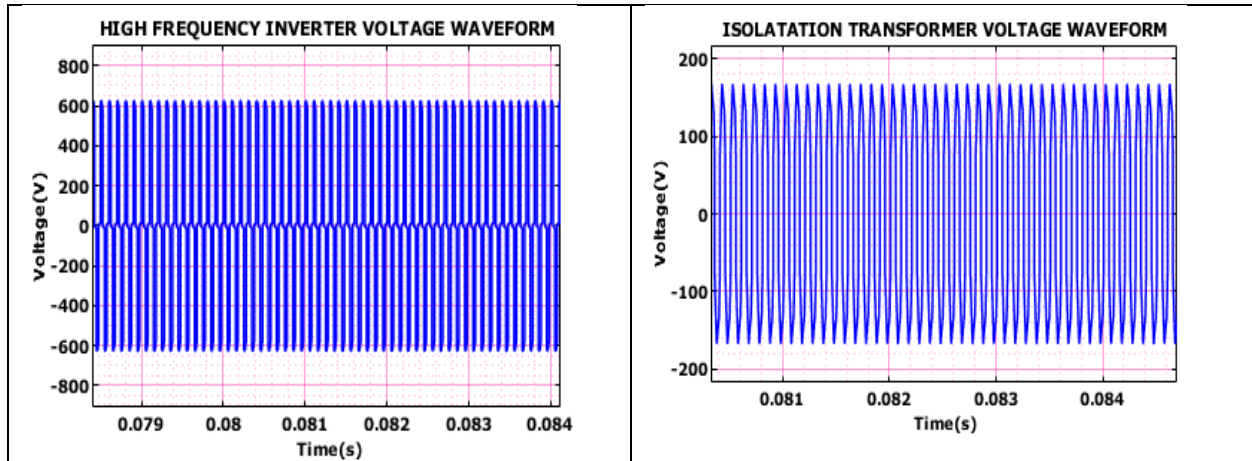 HIGH FREQUENCY INVERTER VOLTAGE WAVEFORM
800
600
400
200
0
-200
-400
-600
-800
Voltage(V)
0.079 0.08 0.081 0.082 0.083 0.084
Time(s)
ISOLATATION TRANSFORMER VOLTAGE WAVEFORM
200
100
0
-100
-200
Voltage(V)
0.081 0.082 0.083 0.084
Time(s)